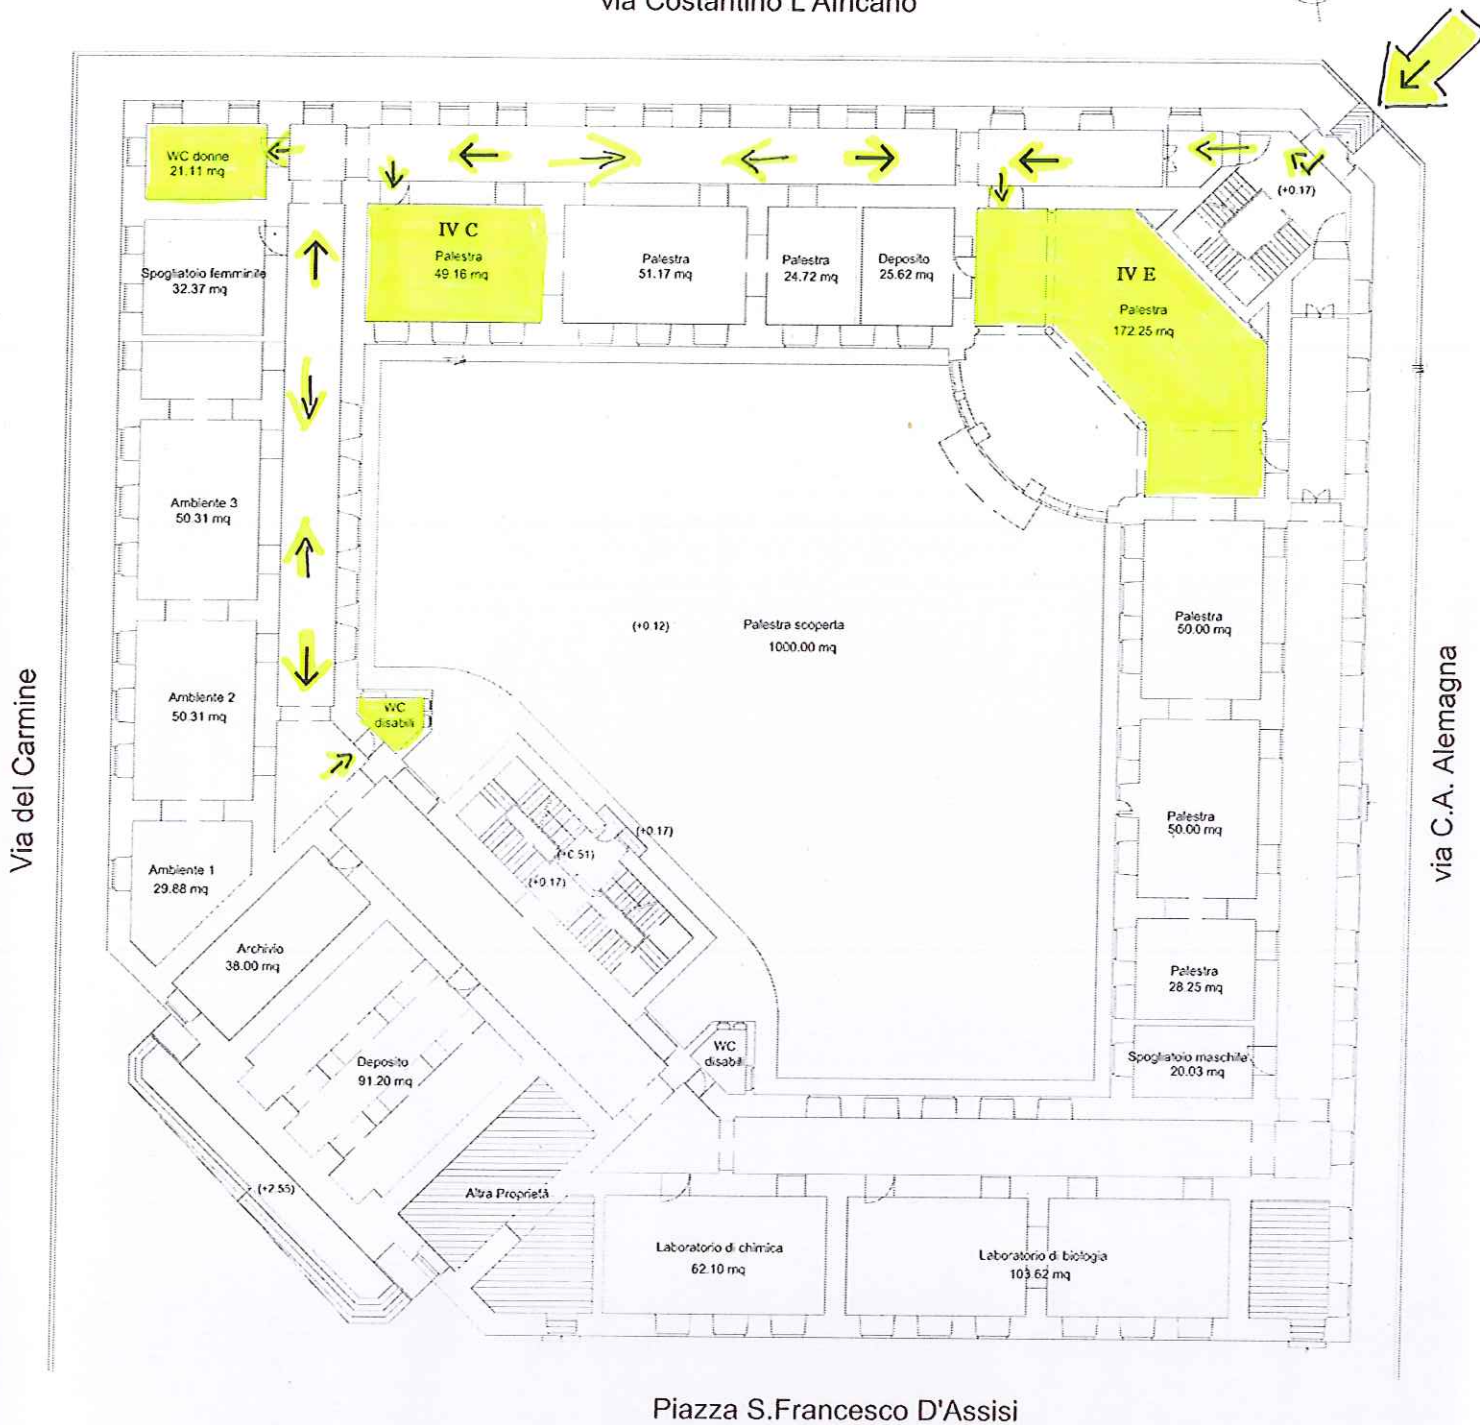 via Costantino L'Africano
WC donne
21.11 mq
(+0.17)
IV C
Palestra
49.16 mq
Palestra
51.17 mq
Palestra
24.72 mq
Deposito
25.62 mq
IV E
Palestra
172.25 mq
Spogliatoio femminile
32.37 mq
Ambiente 3
50.31 mq
(+0.12)
Palestra scoperta
1000.00 mq
Palestra
50.00 mq
Via del Carmine
via C.A. Alemagna
Ambiente 2
50.31 mq
WC
disabili
Palestra
50.00 mq
(+0.17)
(+0.51)
(+0.17)
Ambiente 1
29.88 mq
Archivio
38.00 mq
Palestra
28.25 mq
WC
disabili
Spogliatoio maschile
20.03 mq
Deposito
91.20 mq
(+2.55)
Altra Proprietà
Laboratorio di chimica
62.10 mq
Laboratorio di biologia
103.62 mq
Piazza S.Francesco D'Assisi